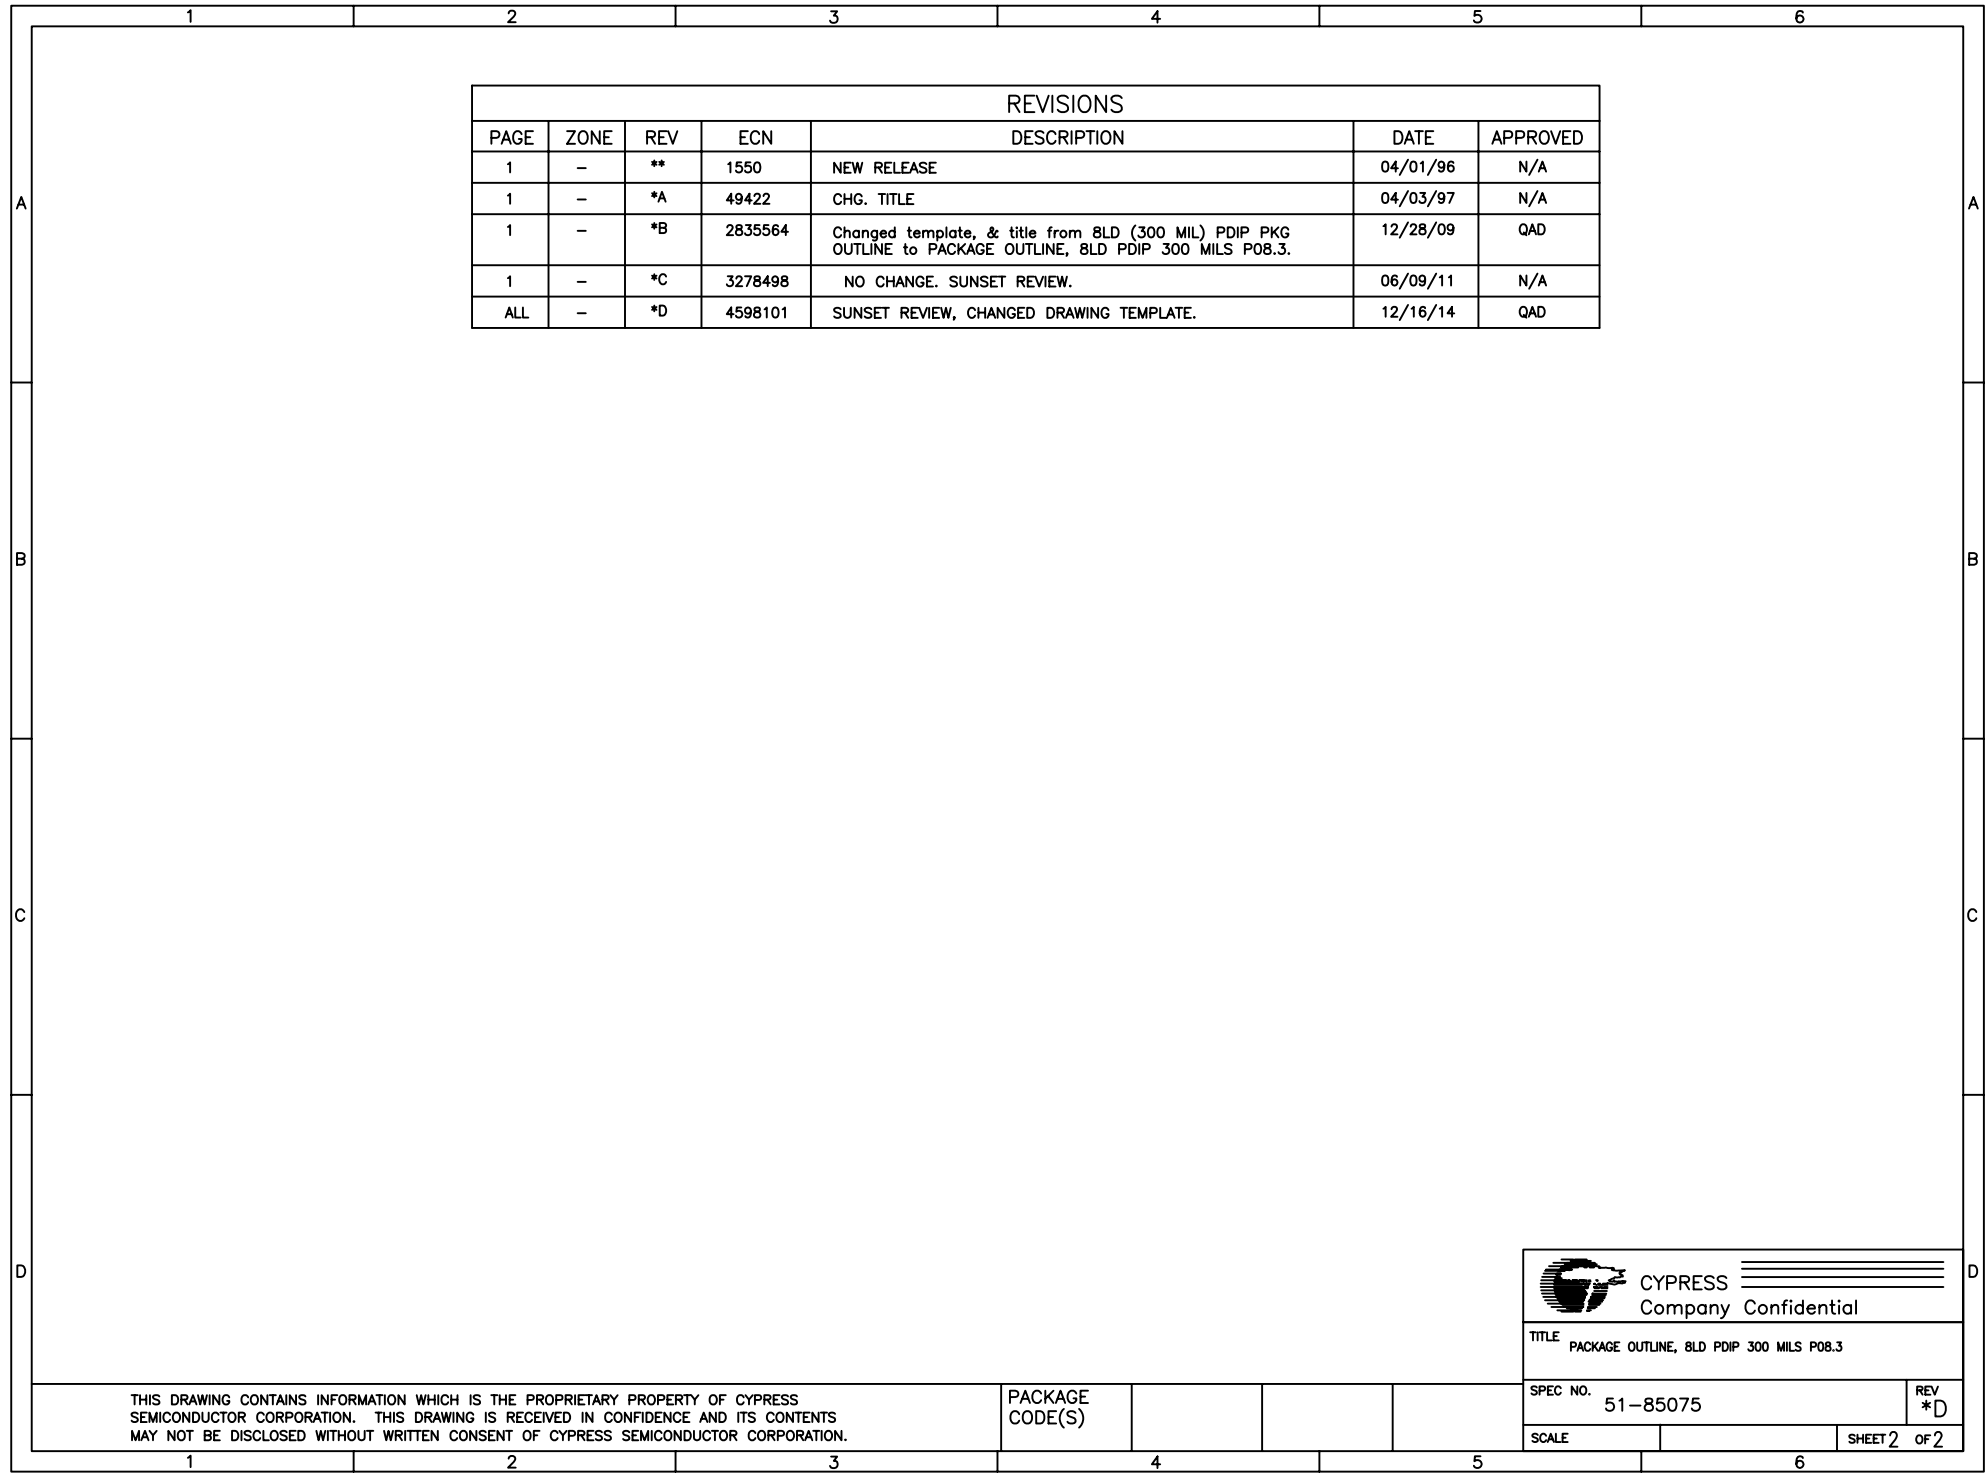 1 2 3 4 5 6
REVISIONS
PAGE ZONE REV ECN DESCRIPTION DATE APPROVED
1 – ** 1550 NEW RELEASE 04/01/96 N/A
1 – *A 49422 CHG. TITLE 04/03/97 N/A
1 – *B 2835564 Changed template, & title from 8LD (300 MIL) PDIP PKG 12/28/09 QAD
OUTLINE to PACKAGE OUTLINE, 8LD PDIP 300 MILS P08.3.
1 – *C 3278498 NO CHANGE. SUNSET REVIEW. 06/09/11 N/A
ALL – *D 4598101 SUNSET REVIEW, CHANGED DRAWING TEMPLATE. 12/16/14 QAD
A A
B B
C C
D D
CYPRESS
Company Confidential
TITLE PACKAGE OUTLINE, 8LD PDIP 300 MILS P08.3
THIS DRAWING CONTAINS INFORMATION WHICH IS THE PROPRIETARY PROPERTY OF CYPRESS
SEMICONDUCTOR CORPORATION. THIS DRAWING IS RECEIVED IN CONFIDENCE AND ITS CONTENTS
MAY NOT BE DISCLOSED WITHOUT WRITTEN CONSENT OF CYPRESS SEMICONDUCTOR CORPORATION.
PACKAGE
CODE(S)
SPEC NO. 51-85075
REV
*D
SCALE
SHEET 2 OF 2
1 2 3 4 5 6